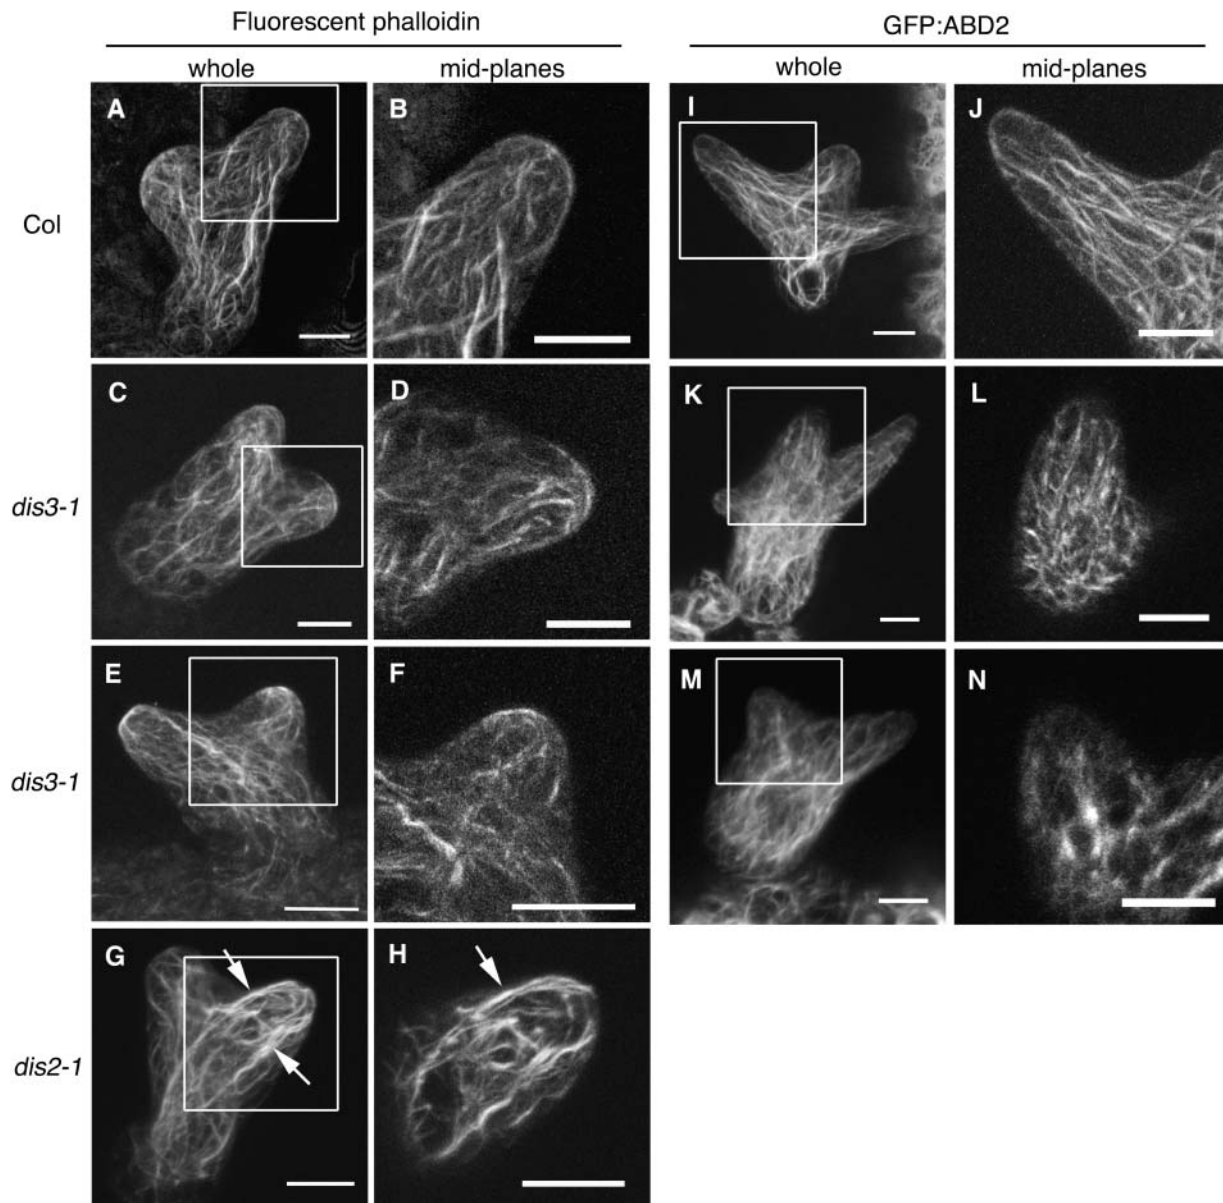 Fluorescent phalloidin GFP:ABD2
whole mid-planes whole mid-planes
A B I J
Col
C D K L
dis3-1
E F M N
dis3-1
G H
dis2-1